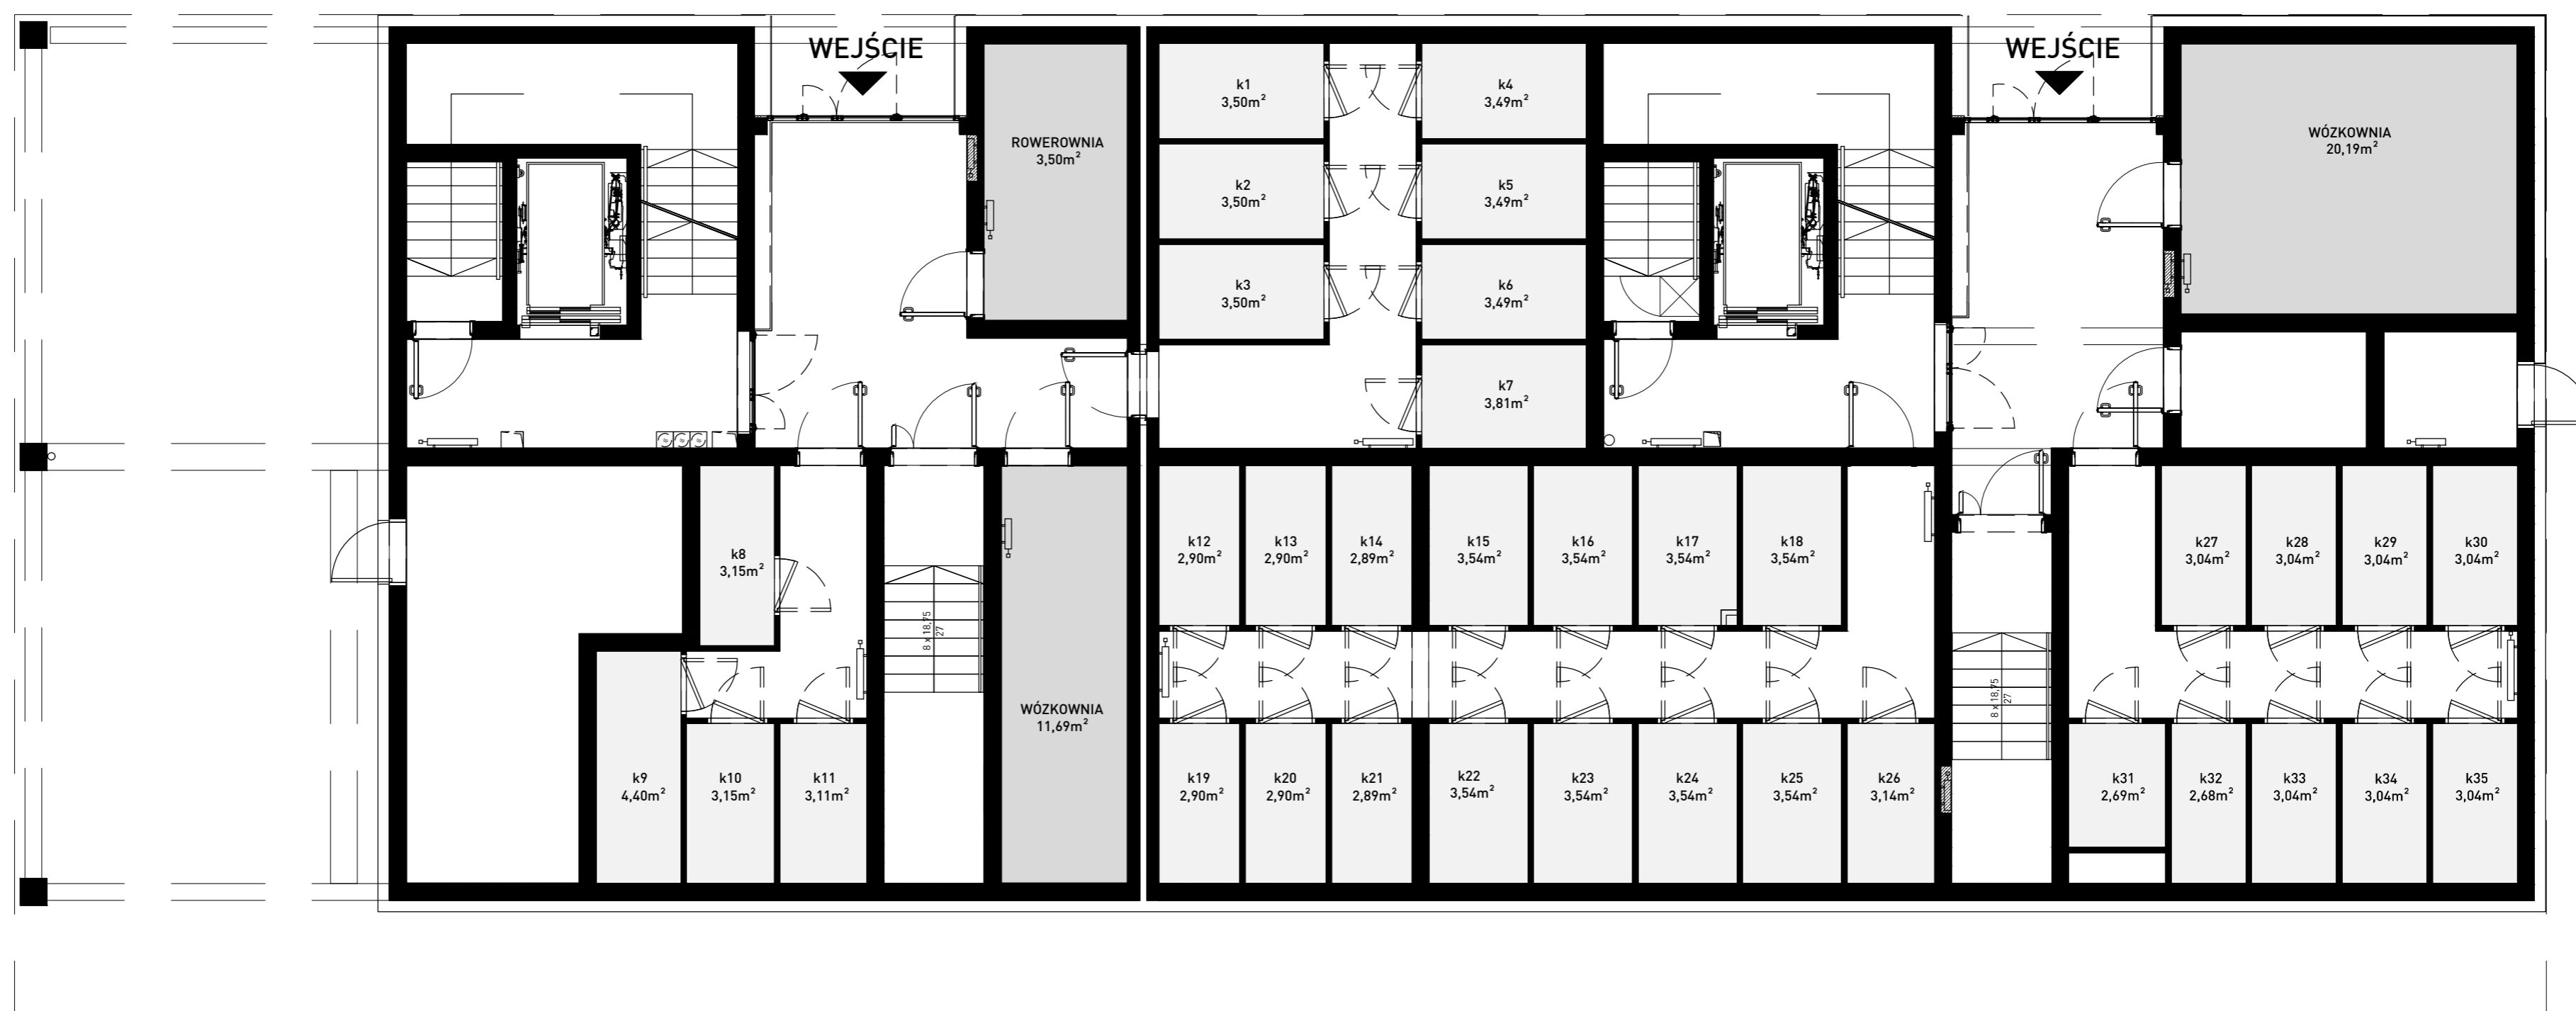 WEJŚCIE
WEJŚCIE
ROWEROWNIA
3,50m²
k1
3,50m²
k4
3,49m²
WÓZKOWNIA
20,19m²
k2
3,50m²
k5
3,49m²
k3
3,50m²
k6
3,49m²
k7
3,81m²
k8
3,15m²
k12
2,90m²
k13
2,90m²
k14
2,89m²
k15
3,54m²
k16
3,54m²
k17
3,54m²
k18
3,54m²
k27
3,04m²
k28
3,04m²
k29
3,04m²
k30
3,04m²
8 x 18,75
27
8 x 18,75
27
WÓZKOWNIA
11,69m²
k9
4,40m²
k10
3,15m²
k11
3,11m²
k19
2,90m²
k20
2,90m²
k21
2,89m²
k22
3,54m²
k23
3,54m²
k24
3,54m²
k25
3,54m²
k26
3,14m²
k31
2,69m²
k32
2,68m²
k33
3,04m²
k34
3,04m²
k35
3,04m²